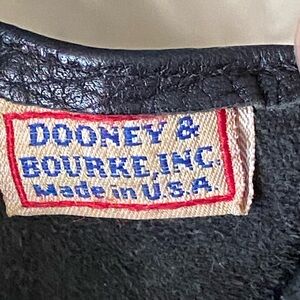 DOONEY &
BOURKE, INC.
Made in U.S.A.